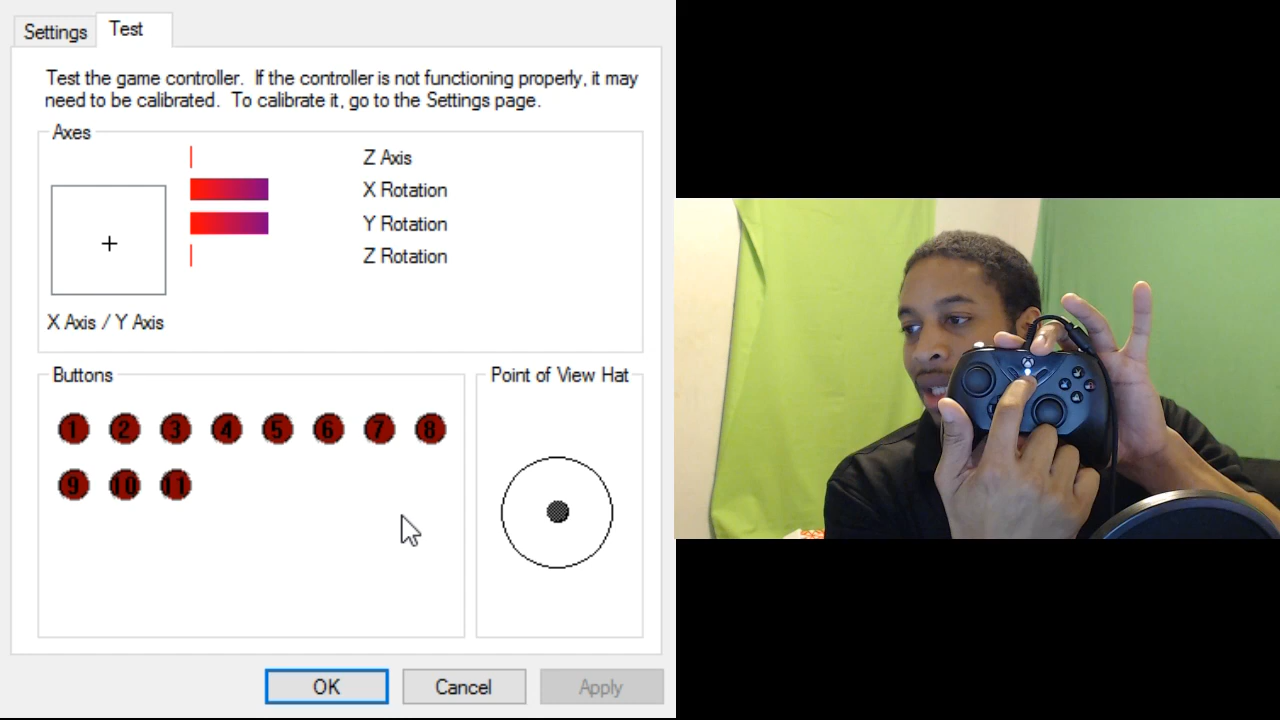 Settings
Test
Test the game controller. If the controller is not functioning properly, it may
need to be calibrated. To calibrate it, go to the Settings page.
Axes
Z Axis
X Rotation
Y Rotation
Z Rotation
X Axis / Y Axis
Buttons
1 2 3 4 5 6 7 8
9 10 11
Point of View Hat
OK
Cancel
Apply